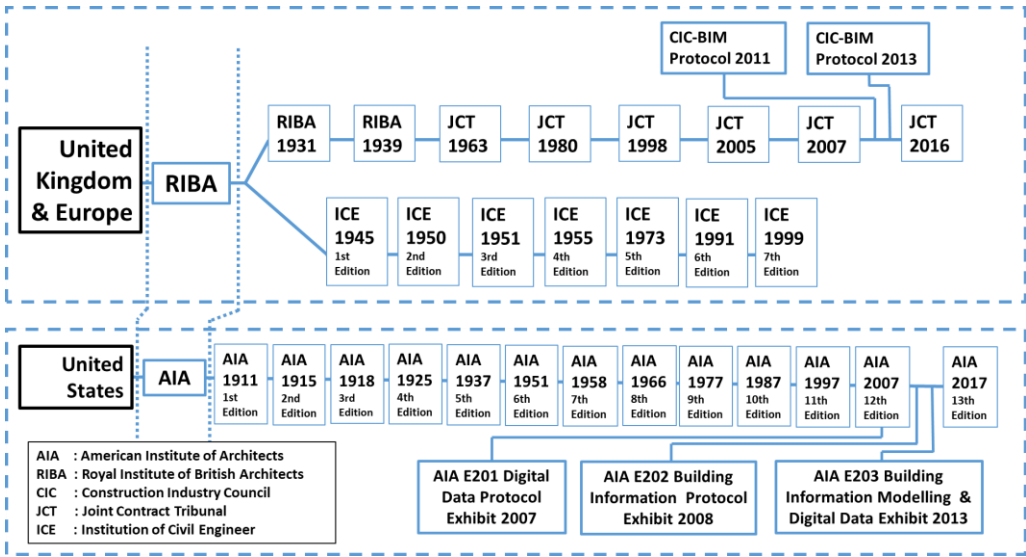 CIC-BIM
Protocol 2011
CIC-BIM
Protocol 2013
United
Kingdom
& Europe
RIBA
RIBA
1931
RIBA
1939
JCT
1963
JCT
1980
JCT
1998
JCT
2005
JCT
2007
JCT
2016
ICE
1945
1st
Edition
ICE
1950
2nd
Edition
ICE
1951
3rd
Edition
ICE
1955
4th
Edition
ICE
1973
5th
Edition
ICE
1991
6th
Edition
ICE
1999
7th
Edition
United
States
AIA
AIA
1911
1st
Edition
AIA
1915
2nd
Edition
AIA
1918
3rd
Edition
AIA
1925
4th
Edition
AIA
1937
5th
Edition
AIA
1951
6th
Edition
AIA
1958
7th
Edition
AIA
1966
8th
Edition
AIA
1977
9th
Edition
AIA
1987
10th
Edition
AIA
1997
11th
Edition
AIA
2007
12th
Edition
AIA
2017
13th
Edition
AIA : American Institute of Architects
RIBA : Royal Institute of British Architects
CIC : Construction Industry Council
JCT : Joint Contract Tribunal
ICE : Institution of Civil Engineer
AIA E201 Digital
Data Protocol
Exhibit 2007
AIA E202 Building
Information Protocol
Exhibit 2008
AIA E203 Building
Information Modelling &
Digital Data Exhibit 2013